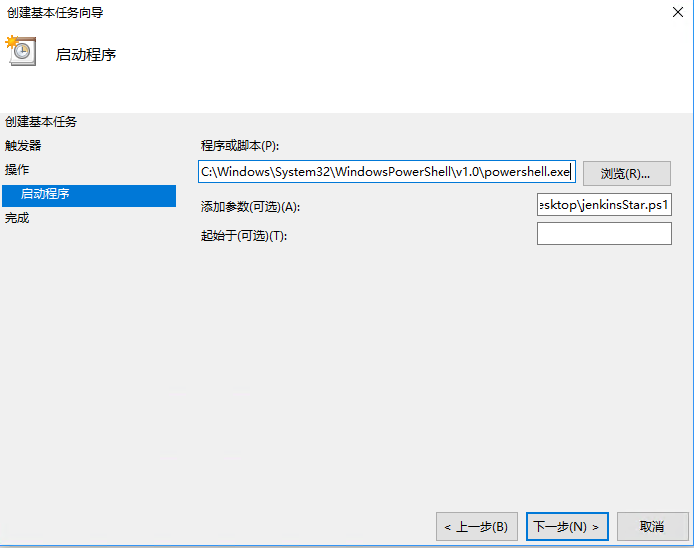 创建基本任务向导
启动程序
创建基本任务
触发器
操作
启动程序
完成
程序或脚本(P):
C:\Windows\System32\WindowsPowerShell\v1.0\powershell.exe
浏览(R)...
添加参数(可选)(A):
esktop\jenkinsStar.ps1
起始于(可选)(T):
< 上一步(B)
下一步(N) >
取消